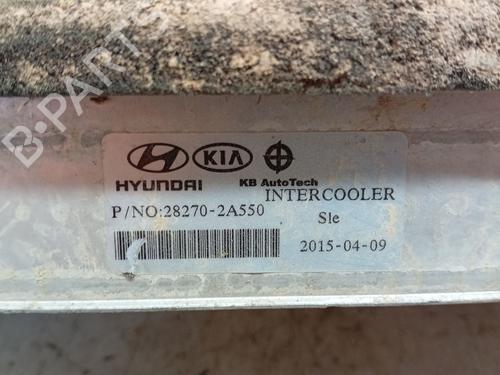 B-PARTS
HYUNDAI
KIA
KB AutoTech
INTERCOOLER
P/NO:28270-2A550
Sle
2015-04-09